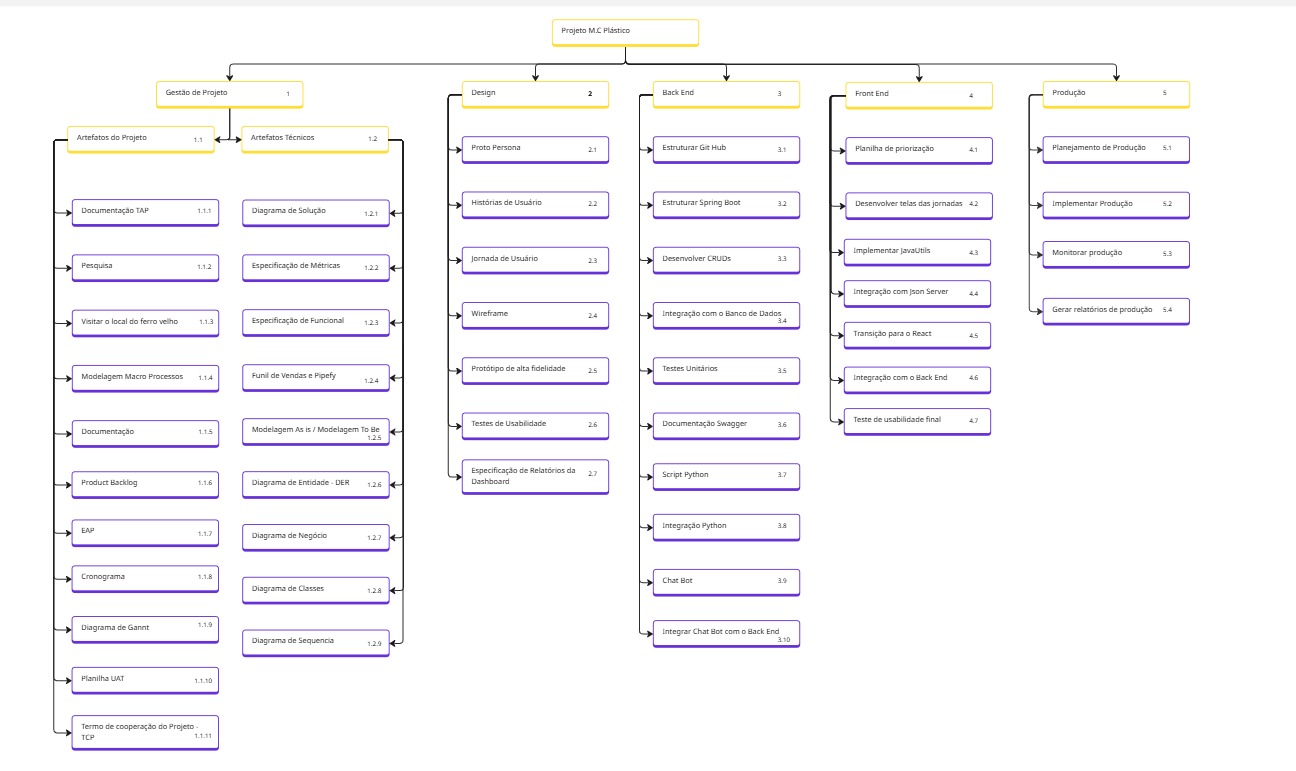 Projeto M.C Plástico
Gestão de Projeto 1
Artefatos do Projeto 1.1
Documentação TAP 1.1.1
Pesquisa 1.1.2
Visitar o local do ferro velho 1.1.3
Modelagem Macro Processos 1.1.4
Documentação 1.1.5
Product Backlog 1.1.6
EAP 1.1.7
Cronograma 1.1.8
Diagrama de Gannt 1.1.9
Planilha UAT 1.1.10
Termo de cooperação do Projeto -
TCP 1.1.11
Artefatos Técnicos 1.2
Diagrama de Solução 1.2.1
Especificação de Métricas 1.2.2
Especificação de Funcional 1.2.3
Funil de Vendas e Pipefy 1.2.4
Modelagem As is / Modelagem To Be
1.2.5
Diagrama de Entidade - DER 1.2.6
Diagrama de Negócio 1.2.7
Diagrama de Classes 1.2.8
Diagrama de Sequencia 1.2.9
Design 2
Proto Persona 2.1
Histórias de Usuário 2.2
Jornada de Usuário 2.3
Wireframe 2.4
Protótipo de alta fidelidade 2.5
Testes de Usabilidade 2.6
Especificação de Relatórios da 2.7
Dashboard
Back End 3
Estruturar Git Hub 3.1
Estruturar Spring Boot 3.2
Desenvolver CRUDs 3.3
Integração com o Banco de Dados
3.4
Testes Unitários 3.5
Documentação Swagger 3.6
Script Python 3.7
Integração Python 3.8
Chat Bot 3.9
Integrar Chat Bot com o Back End
3.10
Front End 4
Planilha de priorização 4.1
Desenvolver telas das jornadas 4.2
Implementar JavaUtils 4.3
Integração com Json Server 4.4
Transição para o React 4.5
Integração com o Back End 4.6
Teste de usabilidade final 4.7
Produção 5
Planejamento de Produção 5.1
Implementar Produção 5.2
Monitorar produção 5.3
Gerar relatórios de produção 5.4